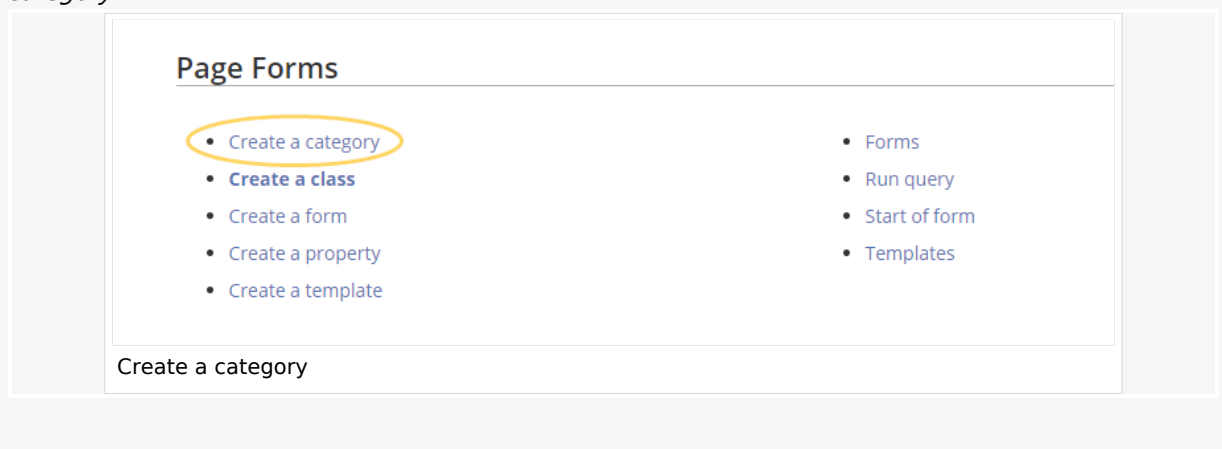 Page Forms
Create a category
Create a class
Create a form
Create a property
Create a template
Forms
Run query
Start of form
Templates
Create a category